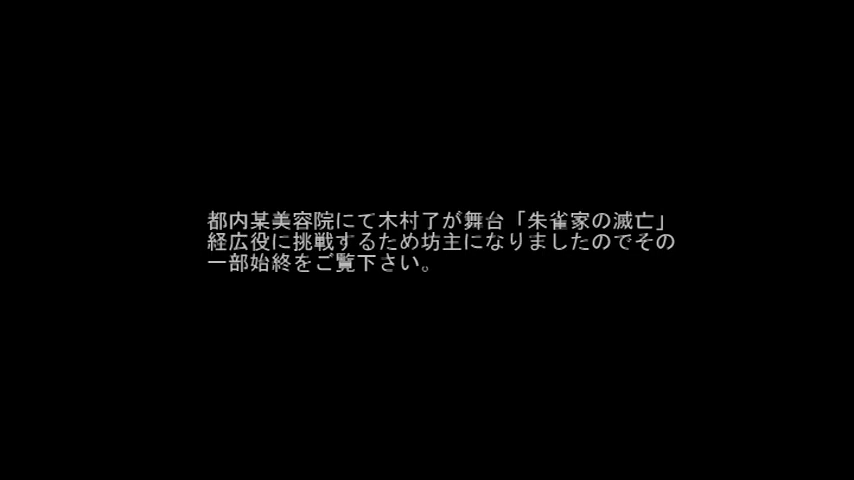 都内某美容院にて木村了が舞台「朱雀家の滅亡」
経広役に挑戦するため坊主になりましたのでその
一部始終をご覧下さい。